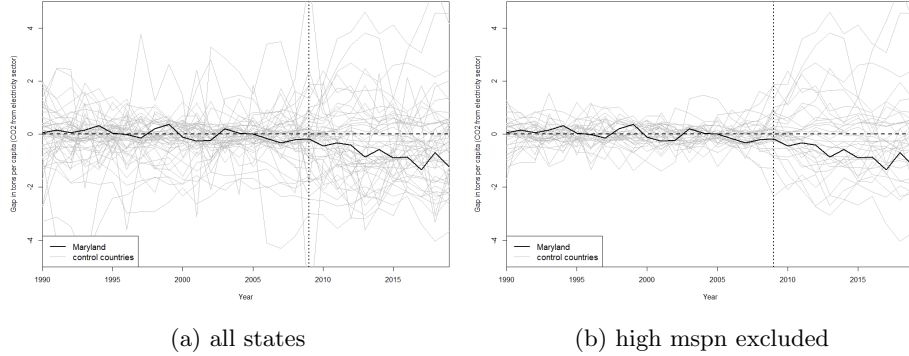 Gap in tons per capita (CO2 from electricity sector)
4
2
0
-2
-4
Maryland
control countries
1990
1995
2000
2005
2010
2015
Year
(a) all states
Gap in tons per capita (CO2 from electricity sector)
4
2
0
-2
-4
Maryland
control countries
1990
1995
2000
2005
2010
2015
Year
(b) high mspn excluded